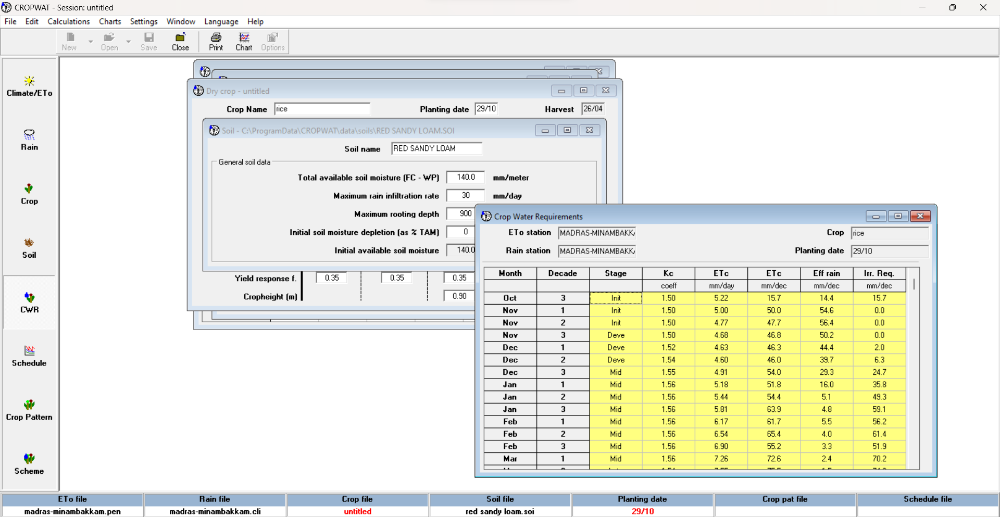 CROPWAT - Session: untitled
File Edit Calculations Charts Settings Window Language Help
New Open Save Close Print Chart Options
Climate/ETo
Rain
Crop
Soil
CWR
Schedule
Crop Pattern
Scheme
Dry crop - untitled
Crop Name rice Planting date 29/10 Harvest 26/04
Soil - C:\ProgramData\CROPWAT\data\soils\RED SANDY LOAM.SOI
Soil name RED SANDY LOAM
General soil data
Total available soil moisture (FC - WP) 140.0 mm/meter
Maximum rain infiltration rate 30 mm/day
Maximum rooting depth 900
Initial soil moisture depletion (as % TAM) 0
Initial available soil moisture 140.0
Yield response f. 0.35 0.35 0.35
Cropheight (m) 0.90
Crop Water Requirements
ETo station MADRAS-MINAMBAKK Crop rice
Rain station MADRAS-MINAMBAKK Planting date 29/10
Month Decade Stage Kc ETc ETc Eff rain Irr. Req.
coeff mm/day mm/dec mm/dec mm/dec
Oct 3 Init 1.50 5.22 15.7 14.4 15.7
Nov 1 Init 1.50 5.00 50.0 54.6 0.0
Nov 2 Init 1.50 4.77 47.7 56.4 0.0
Nov 3 Deve 1.50 4.68 46.8 50.2 0.0
Dec 1 Deve 1.52 4.63 46.3 44.4 2.0
Dec 2 Deve 1.54 4.60 46.0 39.7 6.3
Dec 3 Mid 1.55 4.91 54.0 29.3 24.7
Jan 1 Mid 1.56 5.18 51.8 16.0 35.8
Jan 2 Mid 1.56 5.44 54.4 5.1 49.3
Jan 3 Mid 1.56 5.81 63.9 4.8 59.1
Feb 1 Mid 1.56 6.17 61.7 5.5 56.2
Feb 2 Mid 1.56 6.54 65.4 4.0 61.4
Feb 3 Mid 1.56 6.90 55.2 3.3 51.9
Mar 1 Mid 1.56 7.26 72.6 2.4 70.2
ETo file Rain file Crop file Soil file Planting date Crop pat file Schedule file
madras-minambakkam.pen madras-minambakkam.cli untitled red sandy loam.soi 29/10